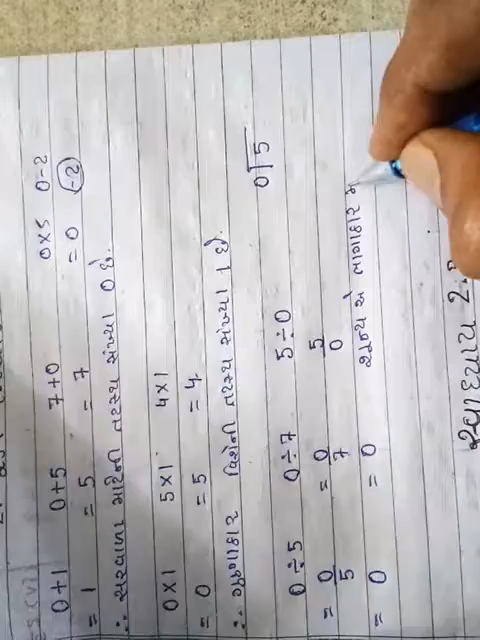 0+1 0+5 7+0 0×5 0-2
= 1 = 5 = 7 = 0 -2
∴ સરવાળા માટેની તટસ્થ સંખ્યા 0 છે.
0×1 5×1 4×1
= 0 = 5 = 4
∴ ગુણાકાર વિશેની તટસ્થ સંખ્યા 1 છે.
0÷5 0÷7 5÷0 0⟌5
= 0/5 = 0/7 5/0
= 0 = 0 શૂન્ય એ ભાગાકાર મ
સ્વાધ્યાય 2.